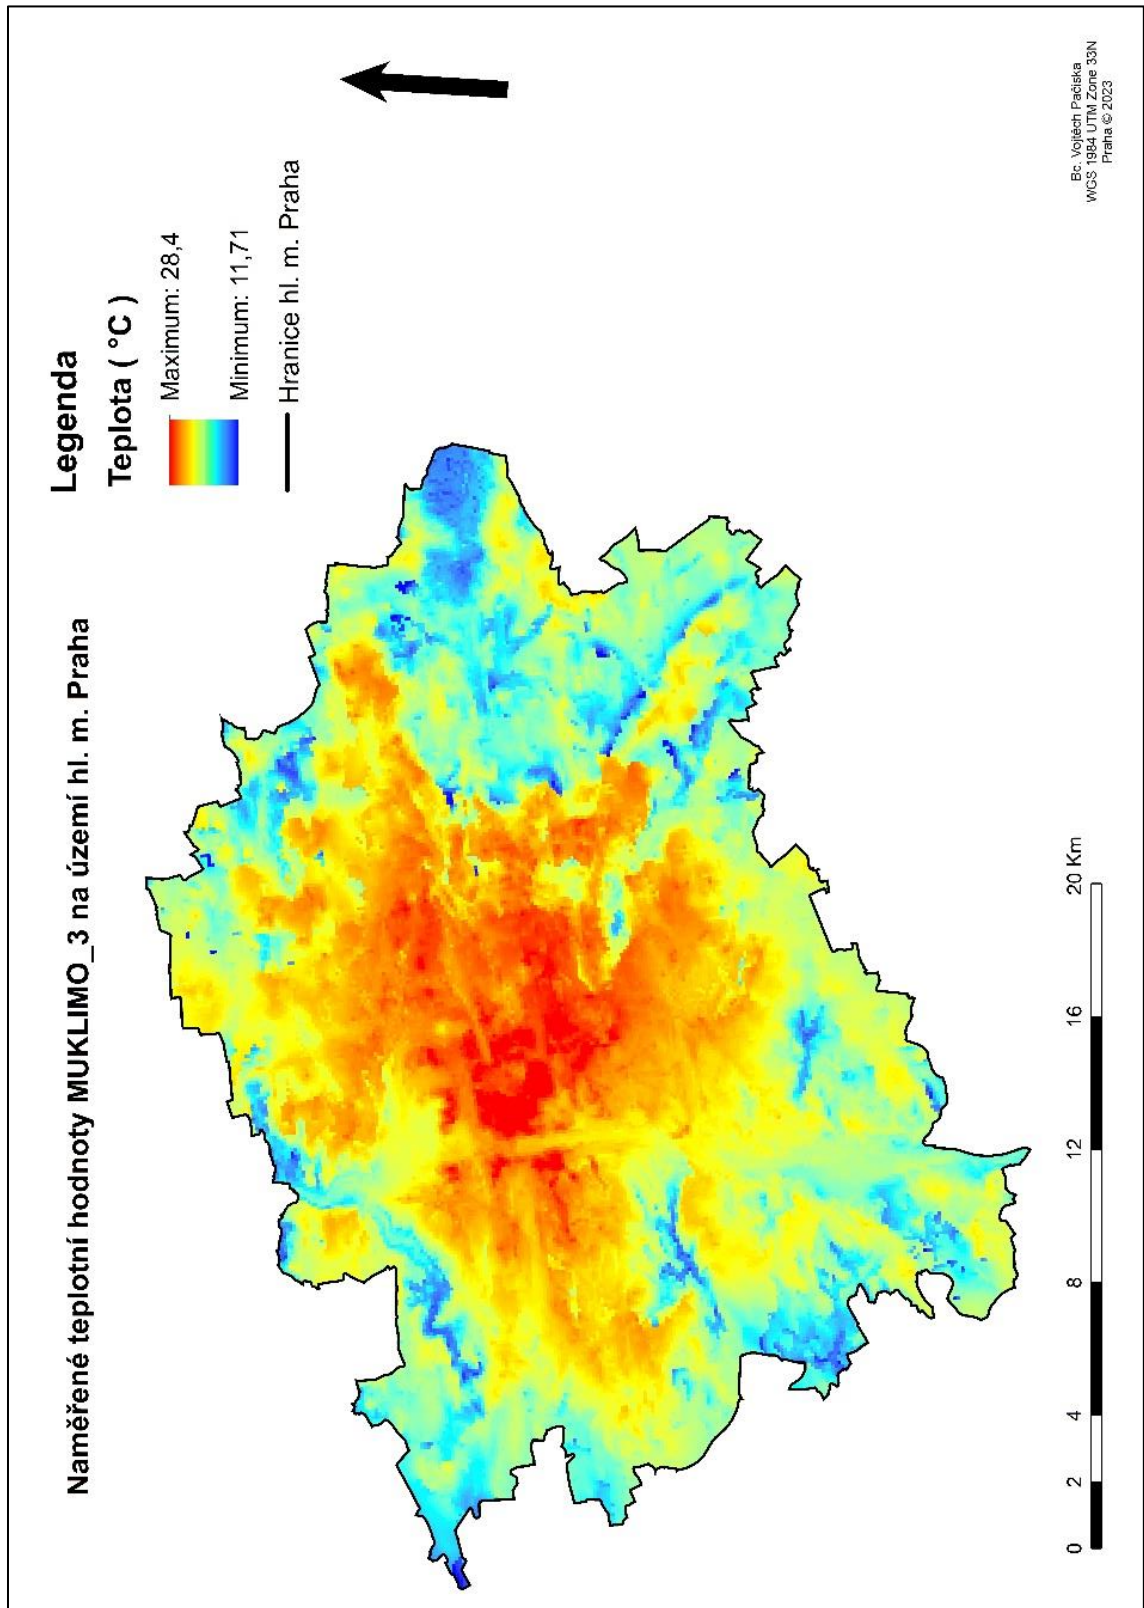 Naměřené teplotní hodnoty MUKLIMO_3 na území hl. m. Praha
Legenda
Teplota ( °C )
Maximum: 28,4
Minimum: 11,71
Hranice hl. m. Praha
0 2 4 8 12 16 20 Km
Bc. Vojtěch Pačiska
WGS 1984 UTM Zone 33N
Praha © 2023